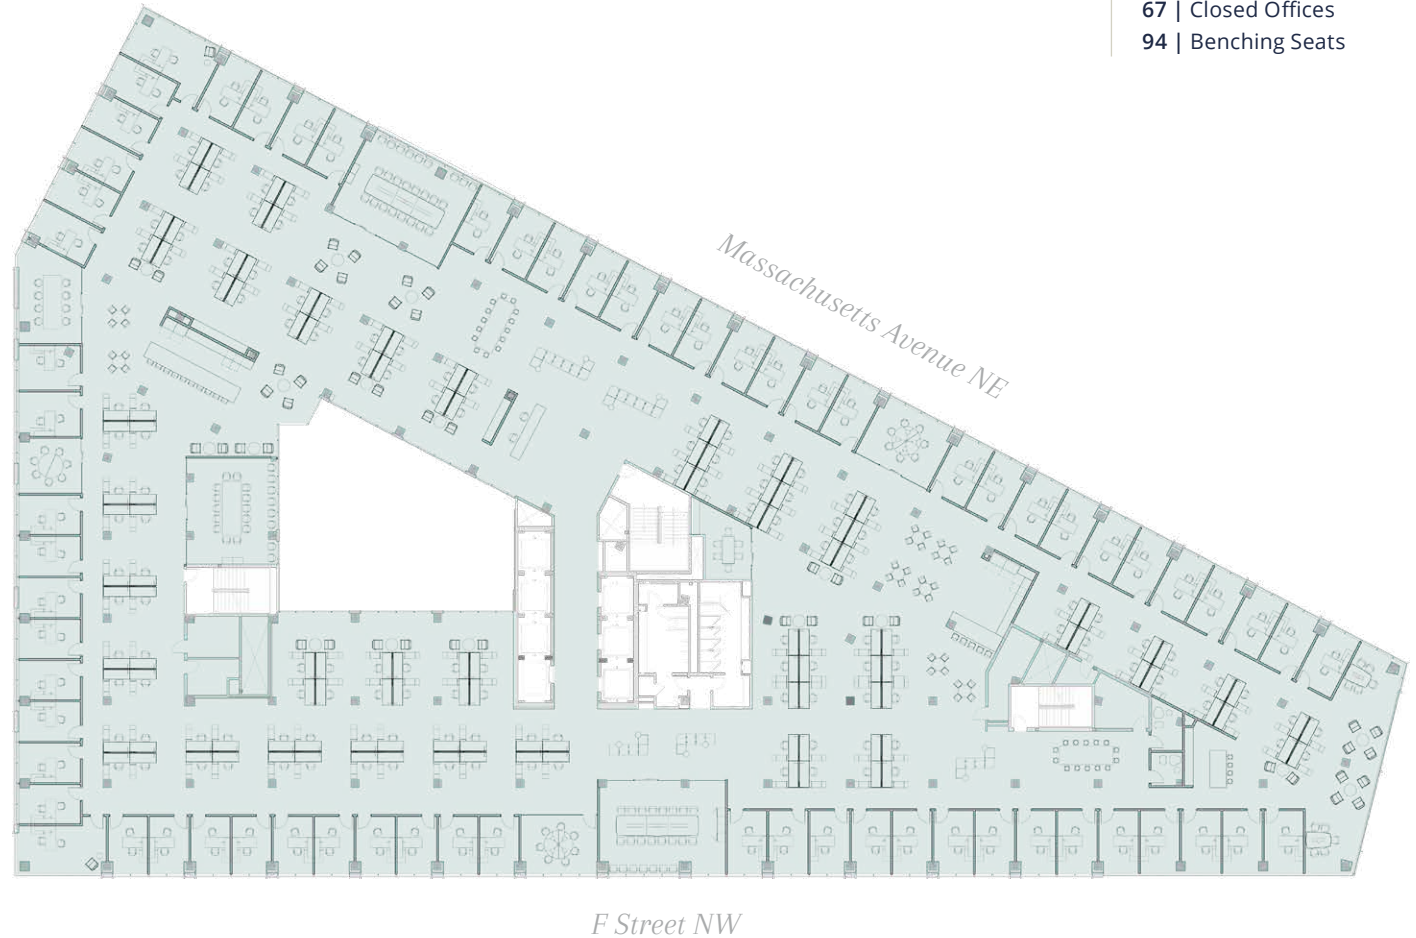 67 | Closed Offices
94 | Benching Seats
Massachusetts Avenue NE
F Street NW